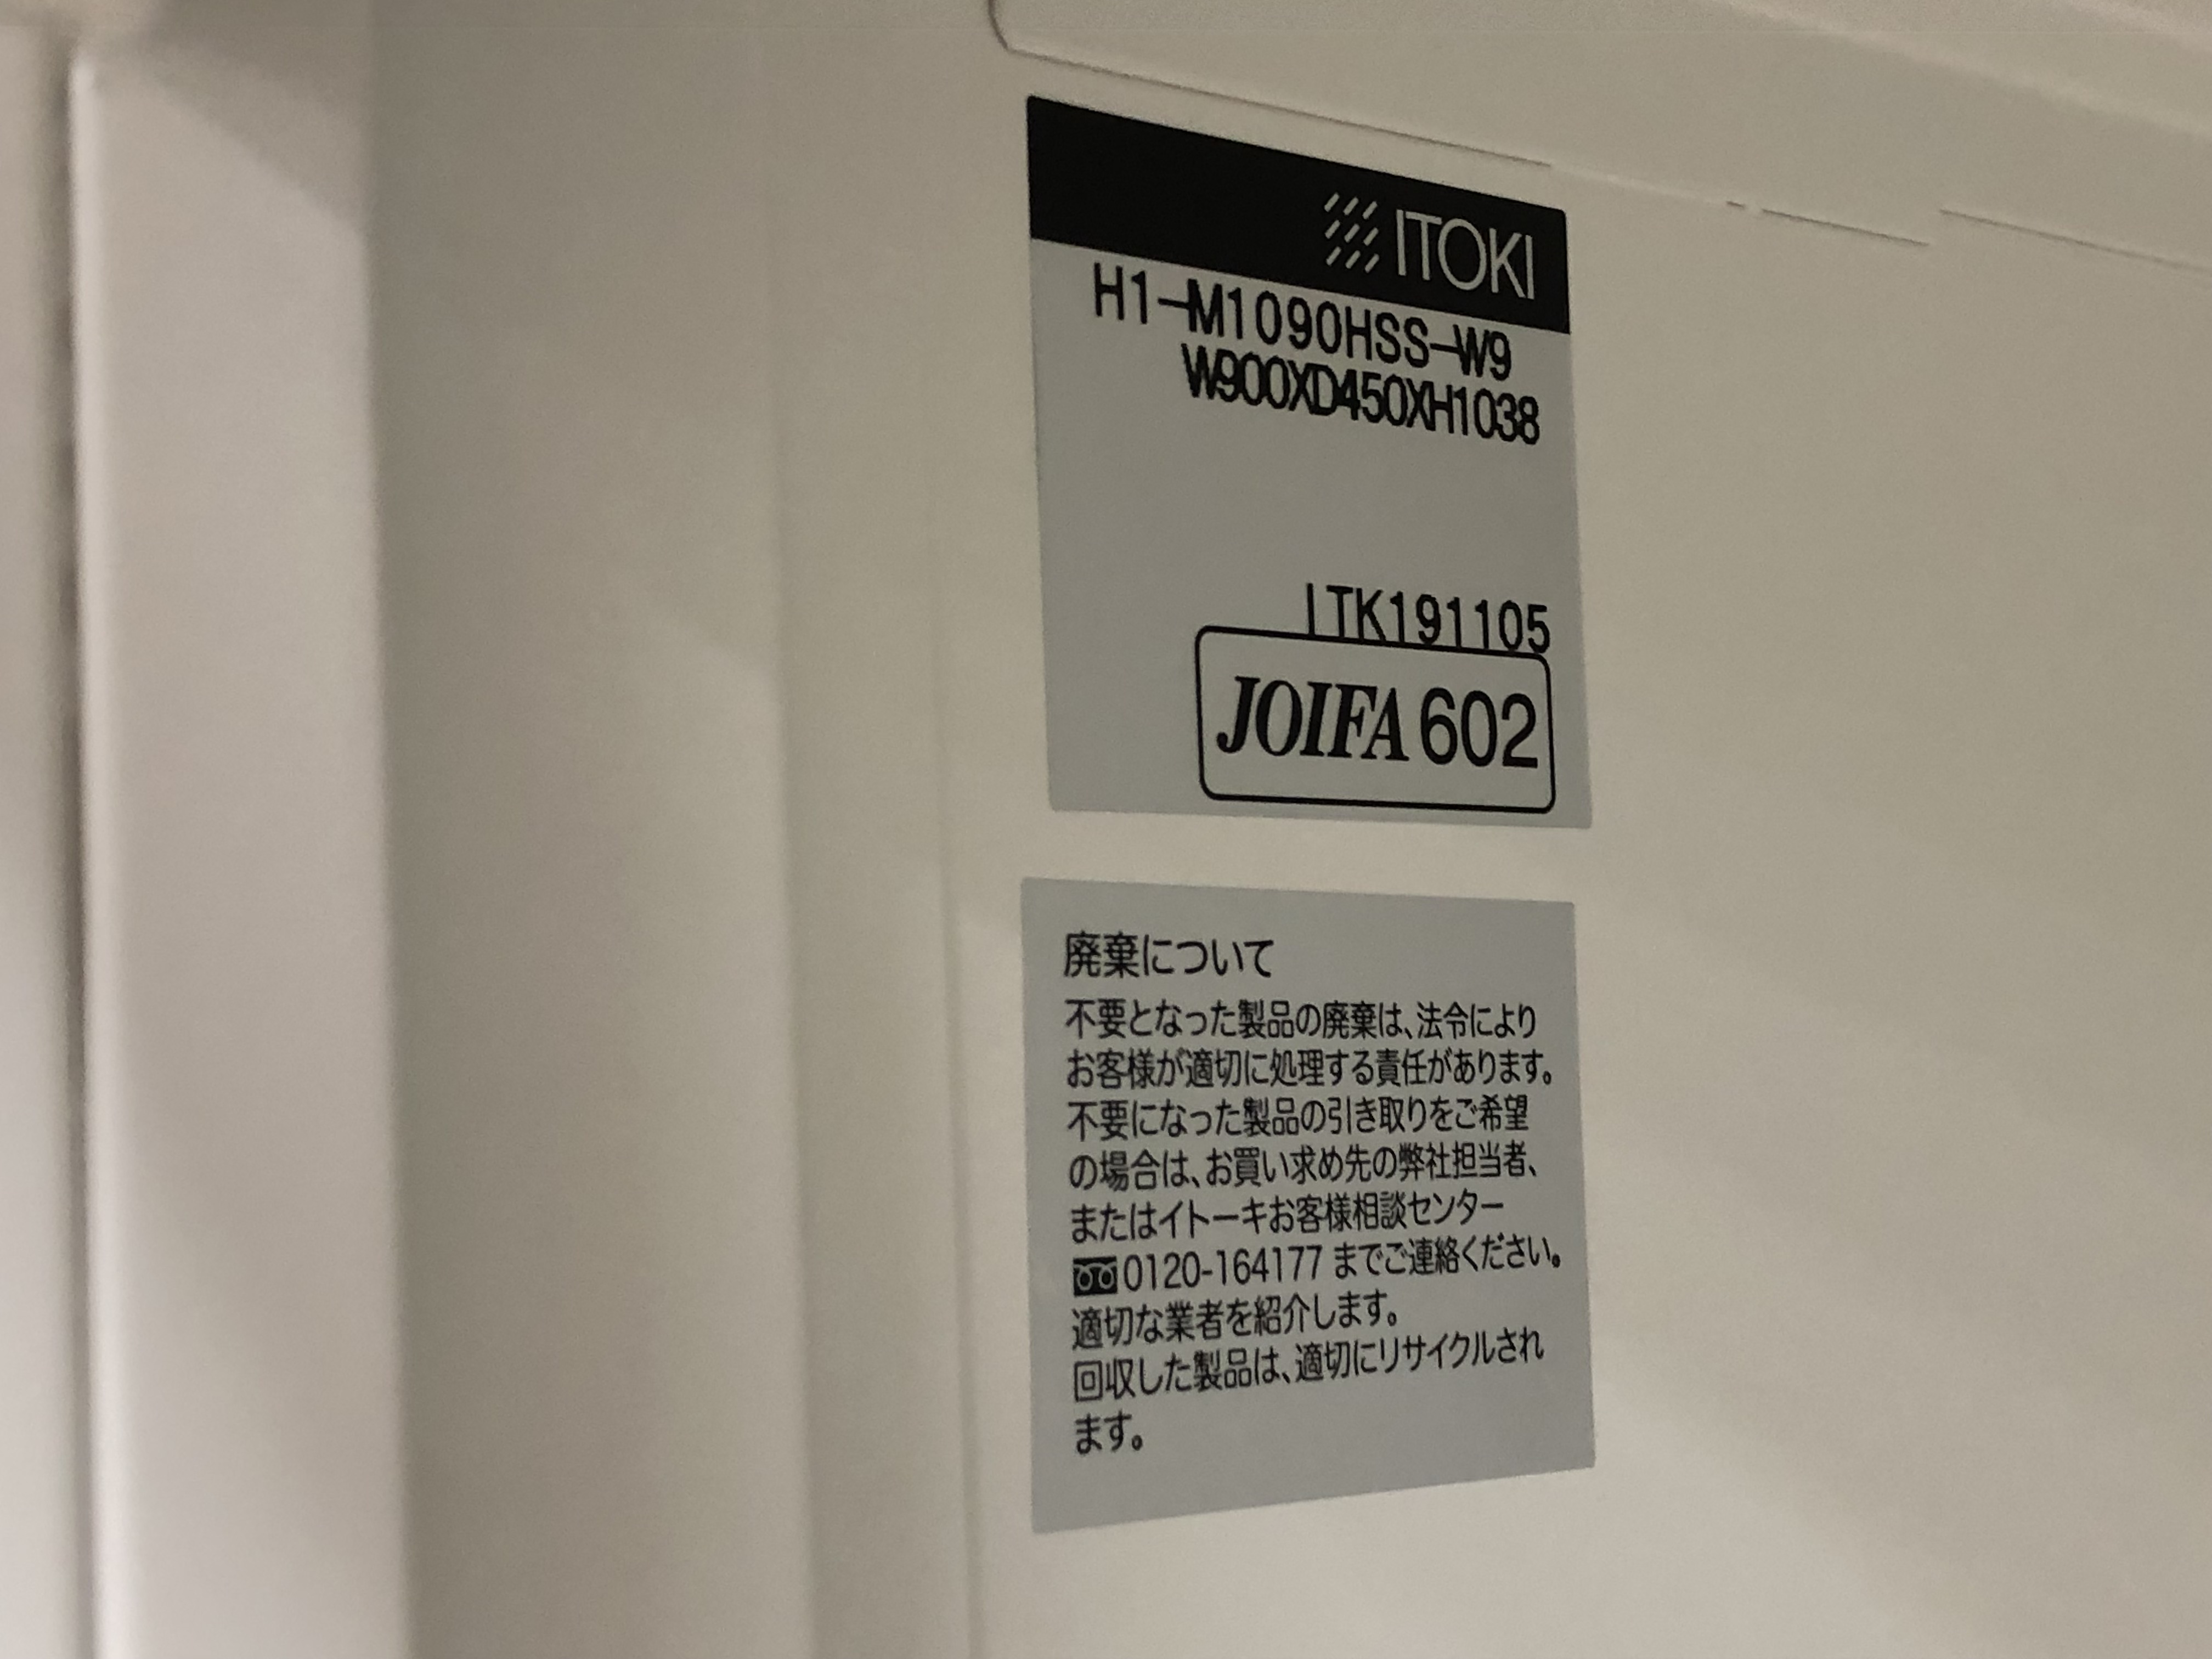 ITOKI
H1-M1090HSS-W9
W900XD450XH1038
ITK191105
JOIFA 602
廃棄について
不要となった製品の廃棄は、法令により
お客様が適切に処理する責任があります。
不要になった製品の引き取りをご希望
の場合は、お買い求め先の弊社担当者、
またはイトーキお客様相談センター
0120-164177 までご連絡ください。
適切な業者を紹介します。
回収した製品は、適切にリサイクルされ
ます。